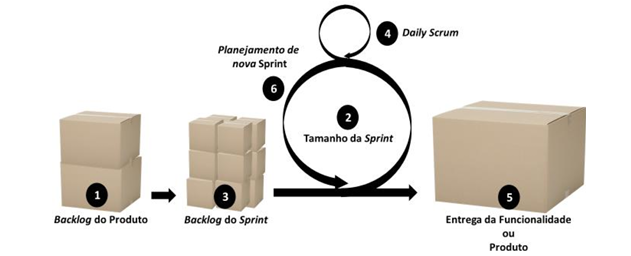 4
Daily Scrum
Planejamento de
nova Sprint
6
2
Tamanho da Sprint
1
Backlog do Produto
3
Backlog do Sprint
5
Entrega da Funcionalidade
ou
Produto